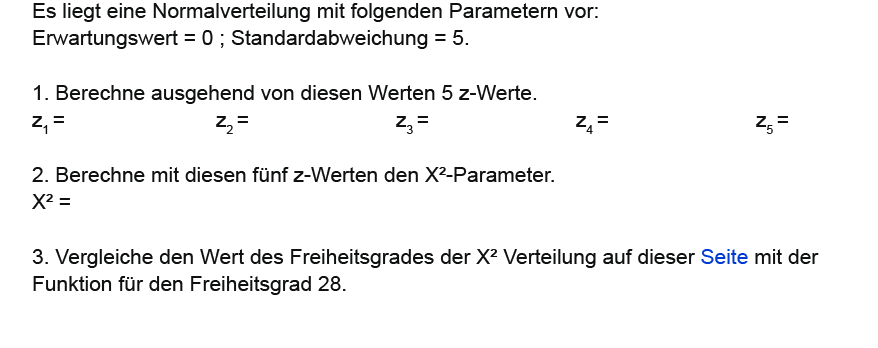 Es liegt eine Normalverteilung mit folgenden Parametern vor:
Erwartungswert = 0 ; Standardabweichung = 5.
1. Berechne ausgehend von diesen Werten 5 z-Werte.
z₁ = z₂ = z₃ = z₄ = z₅ =
2. Berechne mit diesen fünf z-Werten den X²-Parameter.
X² =
3. Vergleiche den Wert des Freiheitsgrades der X² Verteilung auf dieser Seite mit der
Funktion für den Freiheitsgrad 28.